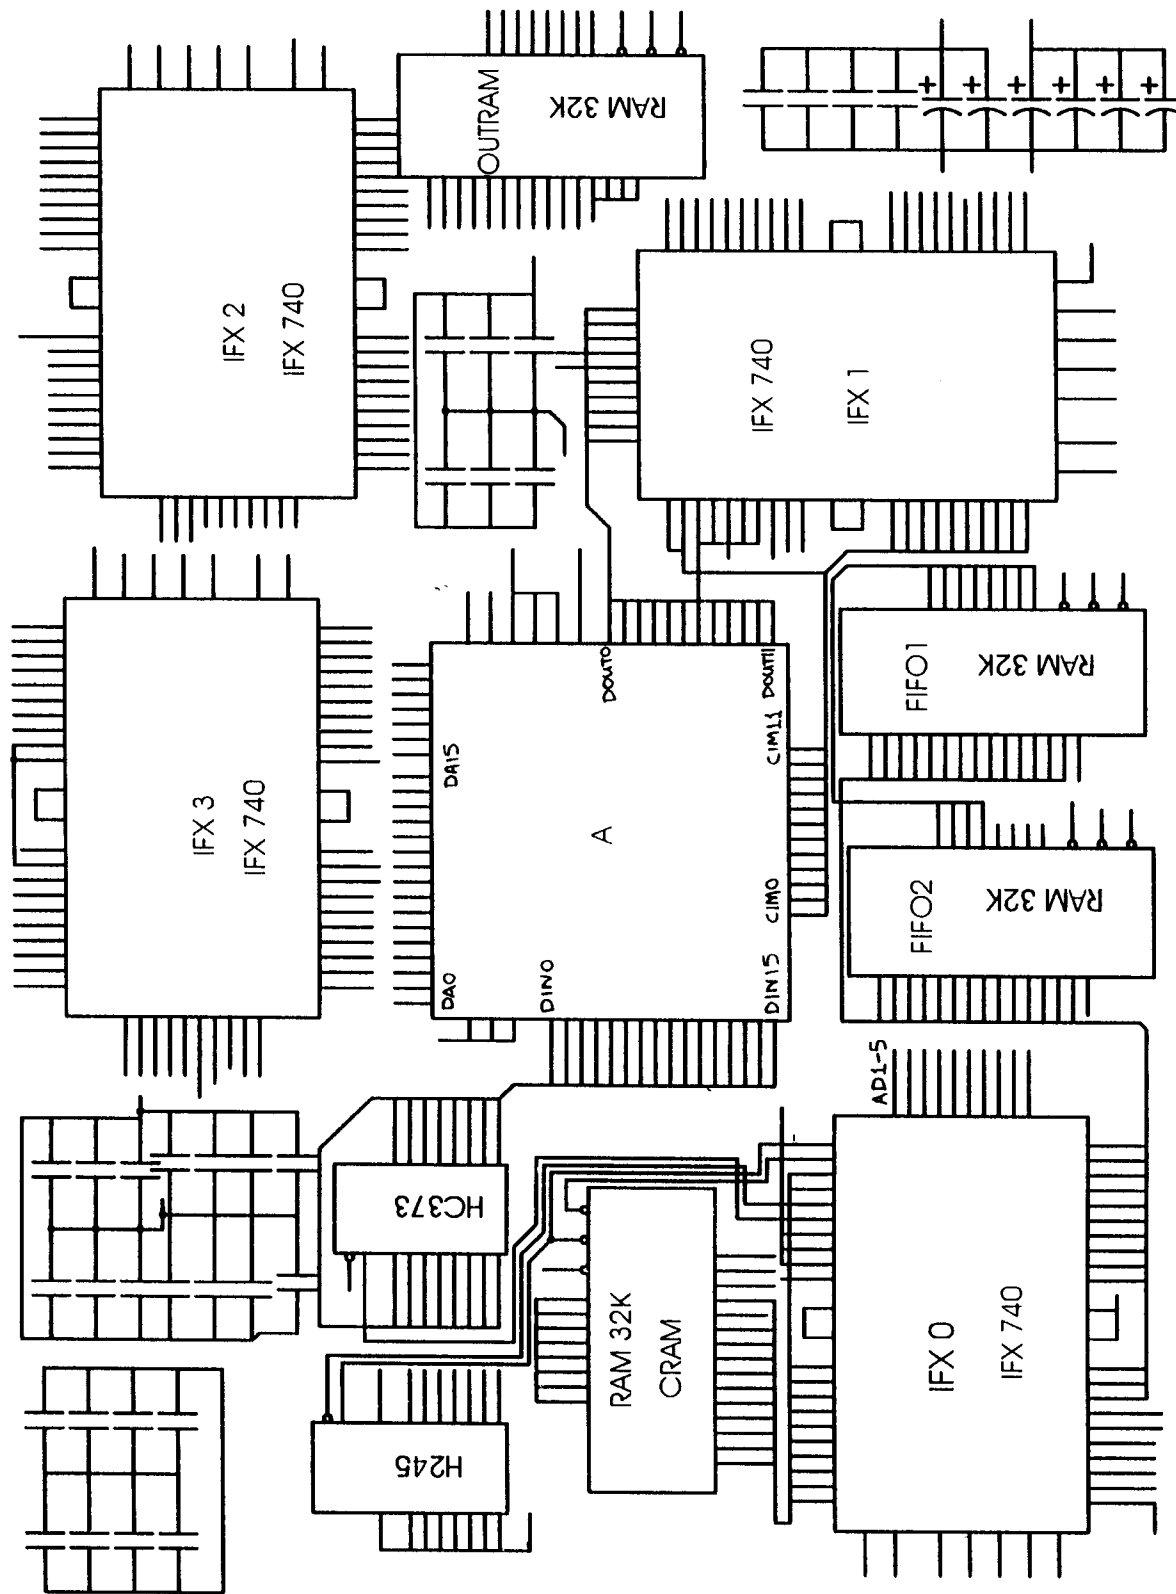 IFX 2
IFX 740
OUTRAM
RAM 32K
+
+
+
+
+
+
IFX 740
IFX 1
IFX 3
IFX 740
A
DA15
DA0
DIN0
DIN15
CIM0
CIM11
DOUT0
DOUT11
FIFO1
RAM 32K
FIFO2
RAM 32K
HC373
H245
RAM 32K
CRAM
AD1-5
IFX 0
IFX 740